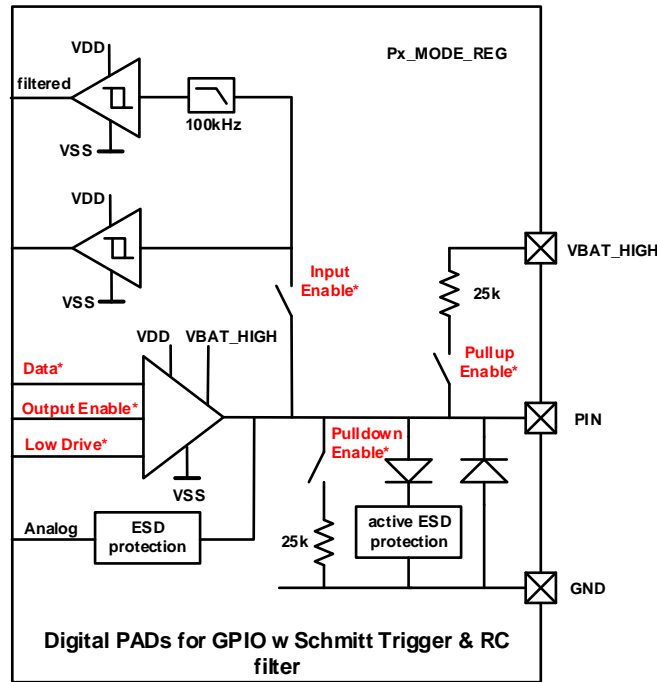 VDD
Px_MODE_REG
filtered
100kHz
VSS
VDD
VBAT_HIGH
Input
Enable*
25k
VSS
VDD
VBAT_HIGH
Pull up
Enable*
Data*
Output Enable*
PIN
Pulldown
Enable*
Low Drive*
VSS
Analog
ESD
protection
25k
active ESD
protection
GND
Digital PADs for GPIO w Schmitt Trigger & RC
filter